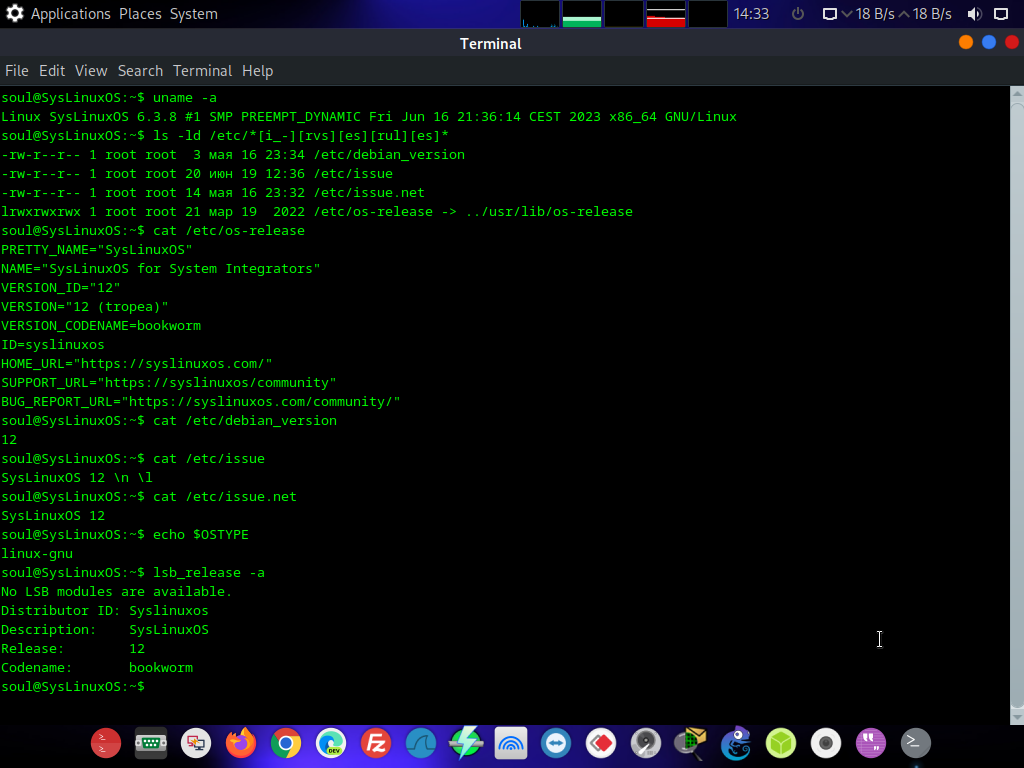 Applications Places System 14:33 18 B/s 18 B/s
Terminal
File Edit View Search Terminal Help
soul@SysLinuxOS:~$ uname -a
Linux SysLinuxOS 6.3.8 #1 SMP PREEMPT_DYNAMIC Fri Jun 16 21:36:14 CEST 2023 x86_64 GNU/Linux
soul@SysLinuxOS:~$ ls -ld /etc/*[i_-][rvs][es][rul][es]*
-rw-r--r-- 1 root root  3 мая 16 23:34 /etc/debian_version
-rw-r--r-- 1 root root 20 июн 19 12:36 /etc/issue
-rw-r--r-- 1 root root 14 мая 16 23:32 /etc/issue.net
lrwxrwxrwx 1 root root 21 мар 19  2022 /etc/os-release -> ../usr/lib/os-release
soul@SysLinuxOS:~$ cat /etc/os-release
PRETTY_NAME="SysLinuxOS"
NAME="SysLinuxOS for System Integrators"
VERSION_ID="12"
VERSION="12 (tropea)"
VERSION_CODENAME=bookworm
ID=syslinuxos
HOME_URL="https://syslinuxos.com/"
SUPPORT_URL="https://syslinuxos/community"
BUG_REPORT_URL="https://syslinuxos.com/community/"
soul@SysLinuxOS:~$ cat /etc/debian_version
12
soul@SysLinuxOS:~$ cat /etc/issue
SysLinuxOS 12 \n \l
soul@SysLinuxOS:~$ cat /etc/issue.net
SysLinuxOS 12
soul@SysLinuxOS:~$ echo $OSTYPE
linux-gnu
soul@SysLinuxOS:~$ lsb_release -a
No LSB modules are available.
Distributor ID: Syslinuxos
Description:    SysLinuxOS
Release:        12
Codename:       bookworm
soul@SysLinuxOS:~$
DEV
Fz